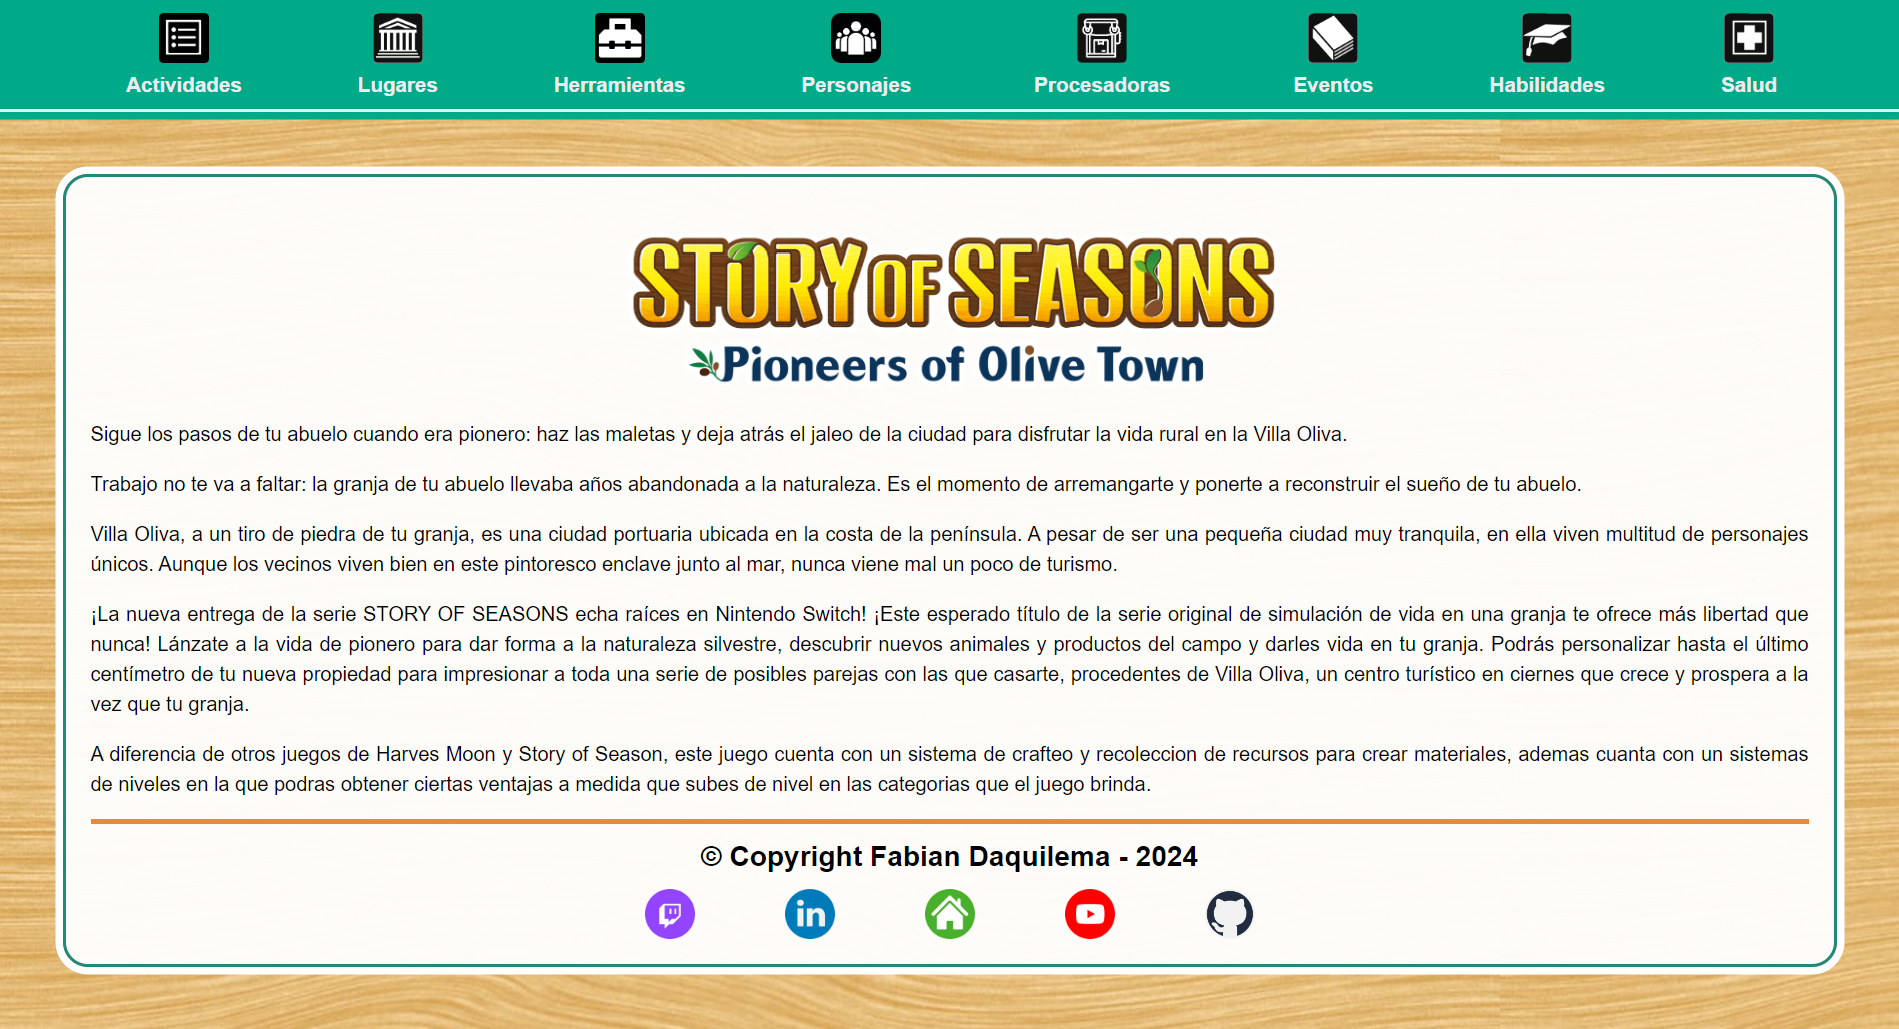 Actividades Lugares Herramientas Personajes Procesadoras Eventos Habilidades Salud
STORY OF SEASONS
Pioneers of Olive Town
Sigue los pasos de tu abuelo cuando era pionero: haz las maletas y deja atrás el jaleo de la ciudad para disfrutar la vida rural en la Villa Oliva.
Trabajo no te va a faltar: la granja de tu abuelo llevaba años abandonada a la naturaleza. Es el momento de arremangarte y ponerte a reconstruir el sueño de tu abuelo.
Villa Oliva, a un tiro de piedra de tu granja, es una ciudad portuaria ubicada en la costa de la península. A pesar de ser una pequeña ciudad muy tranquila, en ella viven multitud de personajes
únicos. Aunque los vecinos viven bien en este pintoresco enclave junto al mar, nunca viene mal un poco de turismo.
¡La nueva entrega de la serie STORY OF SEASONS echa raíces en Nintendo Switch! ¡Este esperado título de la serie original de simulación de vida en una granja te ofrece más libertad que
nunca! Lánzate a la vida de pionero para dar forma a la naturaleza silvestre, descubrir nuevos animales y productos del campo y darles vida en tu granja. Podrás personalizar hasta el último
centímetro de tu nueva propiedad para impresionar a toda una serie de posibles parejas con las que casarte, procedentes de Villa Oliva, un centro turístico en ciernes que crece y prospera a la
vez que tu granja.
A diferencia de otros juegos de Harves Moon y Story of Season, este juego cuenta con un sistema de crafteo y recoleccion de recursos para crear materiales, ademas cuanta con un sistemas
de niveles en la que podras obtener ciertas ventajas a medida que subes de nivel en las categorias que el juego brinda.
© Copyright Fabian Daquilema - 2024
in